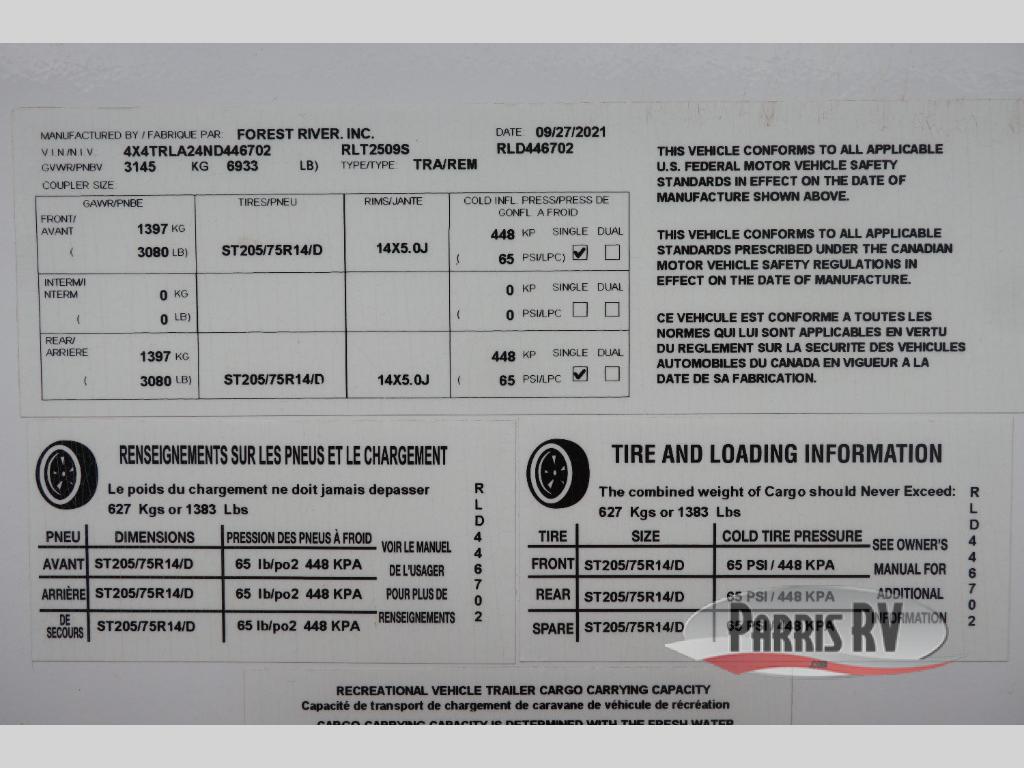 MANUFACTURED BY / FABRIQUE PAR: FOREST RIVER, INC. DATE 09/27/2021
V I N / N I V 4X4TRLA24ND446702 RLT2509S RLD446702
GVWR/PNBV 3145 KG 6933 LB) TYPE/TYPE: TRA/REM
COUPLER SIZE
GAWR/PNBE TIRES/PNEU RIMS/JANTE COLD INFL. PRESS/PRESS DE
GONFL. A FROID
FRONT/
AVANT 1397 KG 448 KP SINGLE DUAL
( 3080 LB) ST205/75R14/D 14X5.0J ( 65 PSI/LPC)
INTERM/I
NTERM 0 KG 0 KP SINGLE DUAL
( 0 LB) ( 0 PSI/LPC
REAR/
ARRIERE 1397 KG 448 KP SINGLE DUAL
( 3080 LB) ST205/75R14/D 14X5.0J ( 65 PSI/LPC
THIS VEHICLE CONFORMS TO ALL APPLICABLE
U.S. FEDERAL MOTOR VEHICLE SAFETY
STANDARDS IN EFFECT ON THE DATE OF
MANUFACTURE SHOWN ABOVE.
THIS VEHICLE CONFORMS TO ALL APPLICABLE
STANDARDS PRESCRIBED UNDER THE CANADIAN
MOTOR VEHICLE SAFETY REGULATIONS IN
EFFECT ON THE DATE OF MANUFACTURE.
CE VEHICULE EST CONFORME A TOUTES LES
NORMES QUI LUI SONT APPLICABLES EN VERTU
DU REGLEMENT SUR LA SECURITE DES VEHICULES
AUTOMOBILES DU CANADA EN VIGUEUR A LA
DATE DE SA FABRICATION.
RENSEIGNEMENTS SUR LES PNEUS ET LE CHARGEMENT
Le poids du chargement ne doit jamais depasser
627 Kgs or 1383 Lbs
PNEU DIMENSIONS PRESSION DES PNEUS À FROID
AVANT ST205/75R14/D 65 lb/po2 448 KPA
ARRIÈRE ST205/75R14/D 65 lb/po2 448 KPA
DE
SECOURS ST205/75R14/D 65 lb/po2 448 KPA
VOIR LE MANUEL
DE L'USAGER
POUR PLUS DE
RENSEIGNEMENTS
RLD446702
TIRE AND LOADING INFORMATION
The combined weight of Cargo should Never Exceed:
627 Kgs or 1383 Lbs
TIRE SIZE COLD TIRE PRESSURE
FRONT ST205/75R14/D 65 PSI / 448 KPA
REAR ST205/75R14/D 65 PSI / 448 KPA
SPARE ST205/75R14/D 65 PSI / 448 KPA
SEE OWNER'S
MANUAL FOR
ADDITIONAL
INFORMATION
RLD446702
PARRIS RV
.com
RECREATIONAL VEHICLE TRAILER CARGO CARRYING CAPACITY
Capacité de transport de chargement de caravane de véhicule de récréation
CARGO CARRYING CAPACITY IS DETERMINED WITH THE FRESH WATER